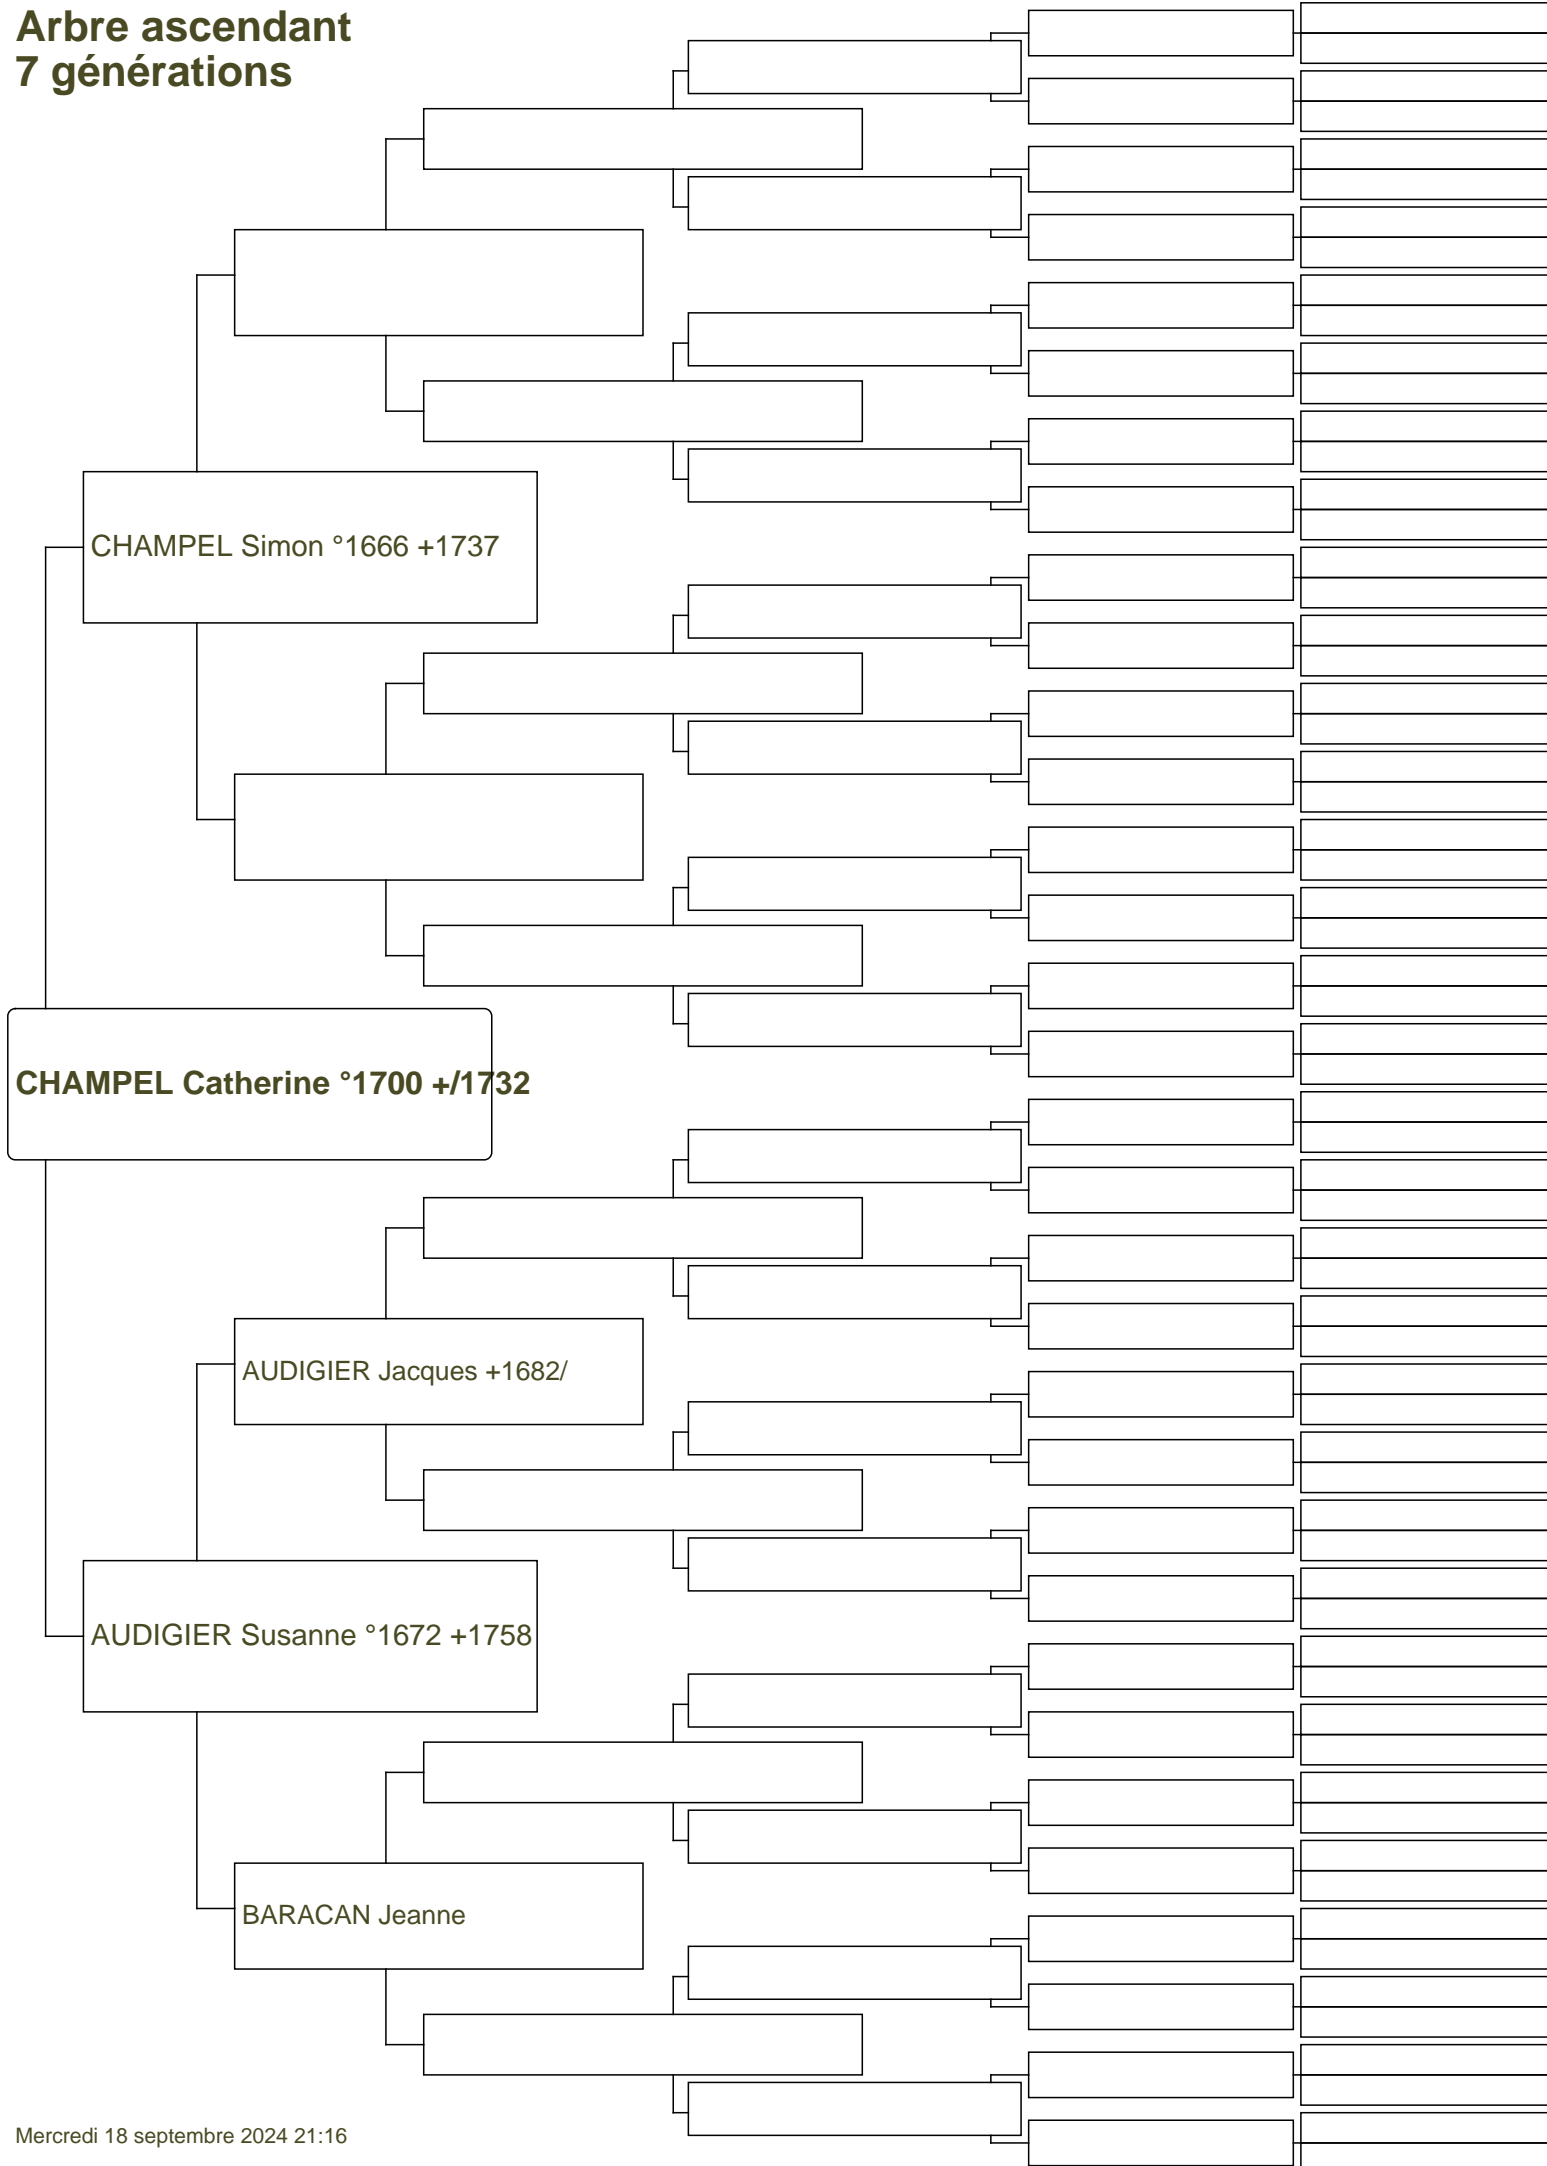 Arbre ascendant
7 générations
CHAMPEL Simon °1666 +1737
CHAMPEL Catherine °1700 +/1732
AUDIGIER Jacques +1682/
AUDIGIER Susanne °1672 +1758
BARACAN Jeanne
Mercredi 18 septembre 2024 21:16